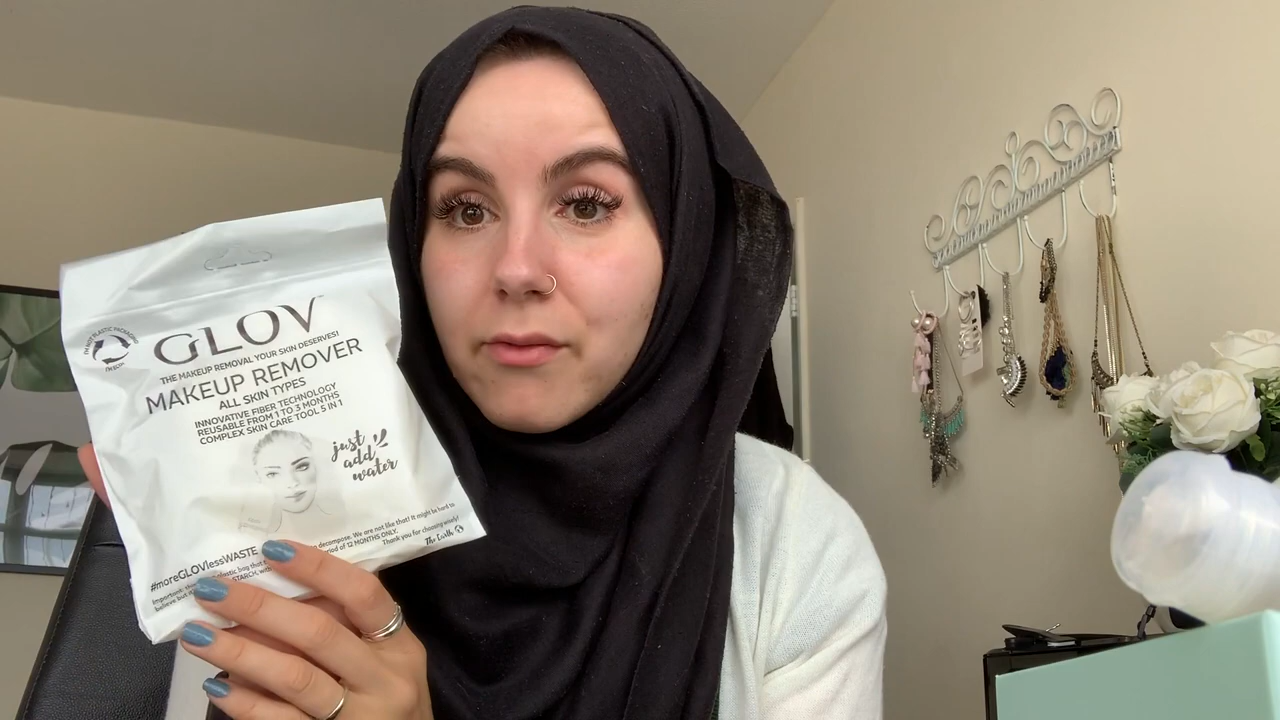 GLOV
THE MAKEUP REMOVAL YOUR SKIN DESERVES!
MAKEUP REMOVER
ALL SKIN TYPES
INNOVATIVE FIBER TECHNOLOGY
REUSABLE FROM 1 TO 3 MONTHS
COMPLEX SKIN CARE TOOL 5 IN 1
just
add
water
#moreGLOVlessWASTE
decompose. We are not like that! It might be hard to
period of 12 MONTHS ONLY.
Thank you for choosing wisely!
The Earth